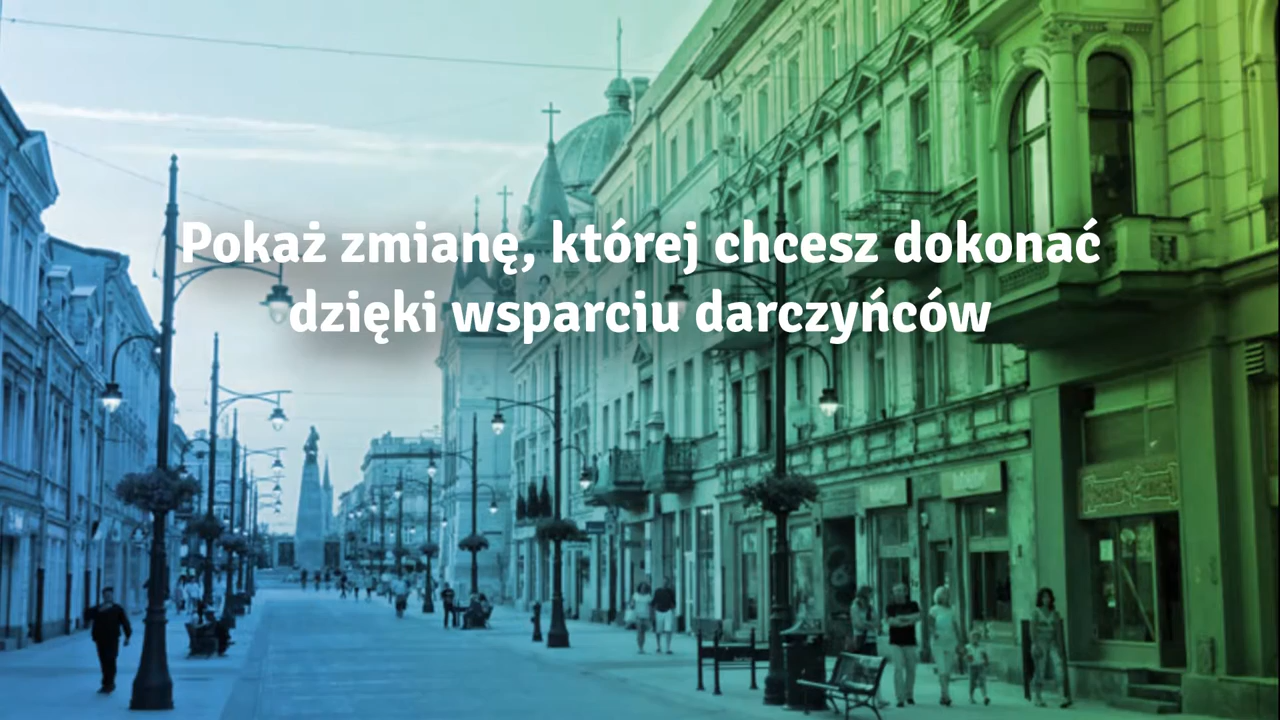 Pokaż zmianę, której chcesz dokonać
dzięki wsparciu darczyńców